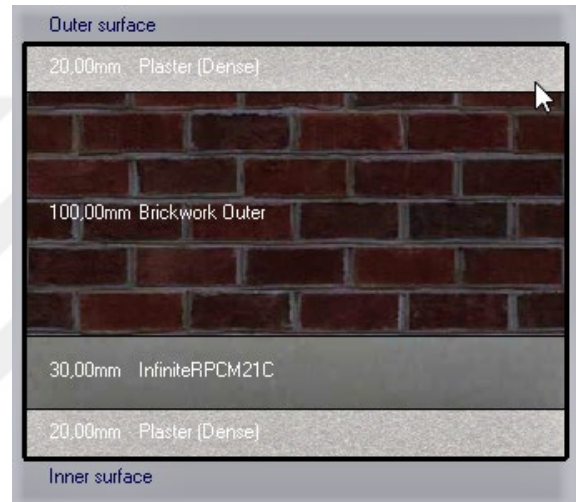 Outer surface
20,00mm Plaster (Dense)
100,00mm Brickwork Outer
30,00mm InfiniteRPCM21C
20,00mm Plaster (Dense)
Inner surface